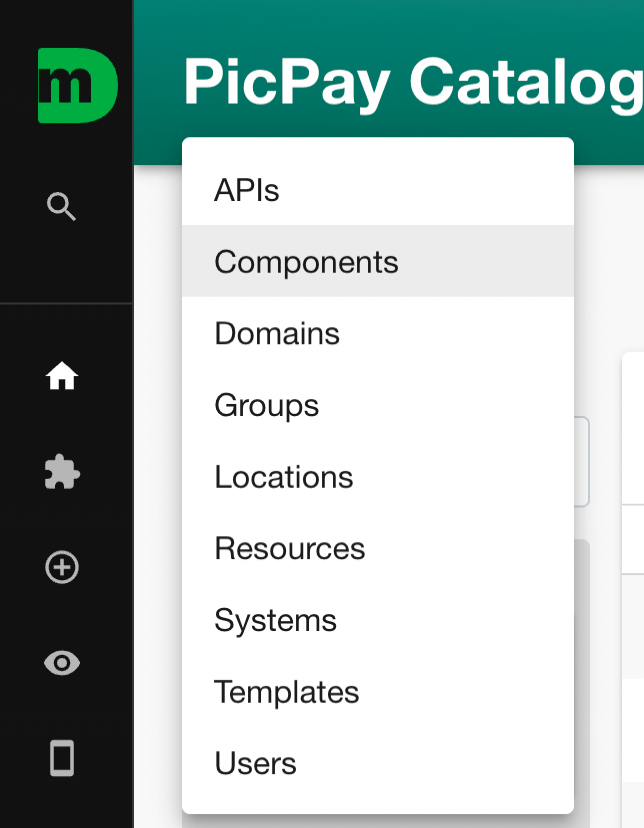 m
PicPay Catalog
APIs
Components
Domains
Groups
Locations
Resources
Systems
Templates
Users